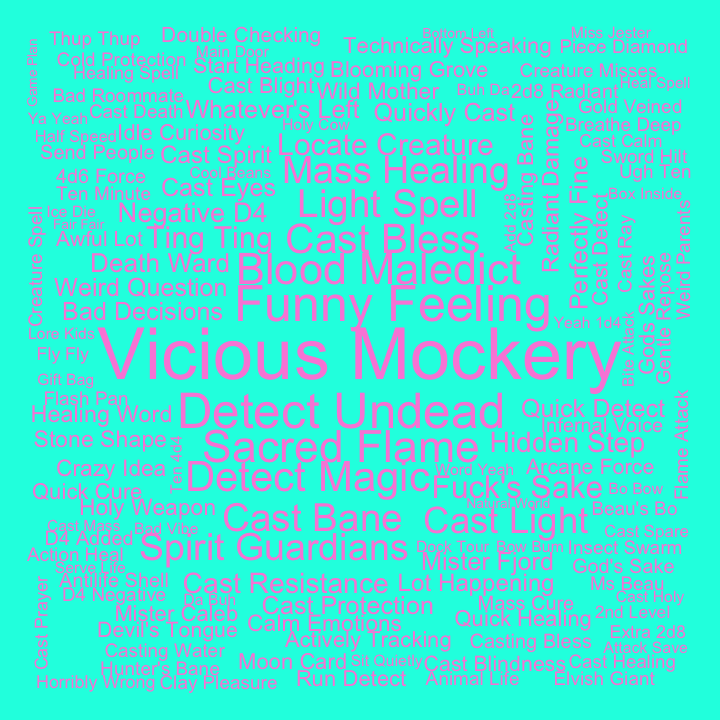 Thup Thup
Double Checking
Bottom Left
Miss Jester
Main Door
Technically Speaking
Piece Diamond
Game Plan
Cold Protection
Start Heading
Blooming Grove
Creature Misses
Healing Spell
Cast Blight
Wild Mother
Buh Da
2d8 Radiant
Heal Spell
Bad Roommate
Cast Death
Whatever's Left
Quickly Cast
Gold Veined
Ya Yeah
Holy Cow
Breathe Deep
Half Speed
Idle Curiosity
Locate Creature
Cast Calm
Send People
Cast Spirit
Mass Healing
Casting Bane
Radiant Damage
Perfectly Fine
Sword Hilt
4d6 Force
Cool Beans
Ugh Ten
Ten Minute
Cast Eyes
Light Spell
Box Inside
Ice Die
Negative D4
Add 2d8
Cast Detect
Cast Ray
Weird Parents
Fair Fair
Creature Spell
Awful Lot
Ting Ting
Cast Bless
Death Ward
Blood Maledict
Gods Sakes
Gentle Repose
Weird Question
Funny Feeling
Bad Decisions
Yeah 1d4
Bite Attack
Lore Kids
Vicious Mockery
Fly Fly
Gift Bag
Flash Pan
Detect Undead
Quick Detect
Healing Word
Infernal Voice
Flame Attack
Stone Shape
Ten 4d4
Sacred Flame
Hidden Step
Crazy Idea
Detect Magic
Word Yeah
Arcane Force
Quick Cure
Fuck's Sake
Bo Bow
Holy Weapon
Cast Bane
Natural World
Cast Light
Beau's Bo
Cast Mass
Bad Vibe
Cast Spare
D4 Added
Spirit Guardians
Dock Tour
Bow Bum
Insect Swarm
Action Heal
Mister Fjord
God's Sake
Serve Life
Antilife Shell
Cast Resistance
Lot Happening
Ms Beau
D4 Negative
Da Buh
Cast Protection
Mass Cure
Cast Holy
Cast Prayer
Mister Caleb
Calm Emotions
Quick Healing
2nd Level
Devil's Tongue
Actively Tracking
Casting Bless
Extra 2d8
Casting Water
Attack Save
Hunter's Bane
Moon Card
Sit Quietly
Cast Blindness
Cast Healing
Horribly Wrong
Clay Pleasure
Run Detect
Animal Life
Elvish Giant